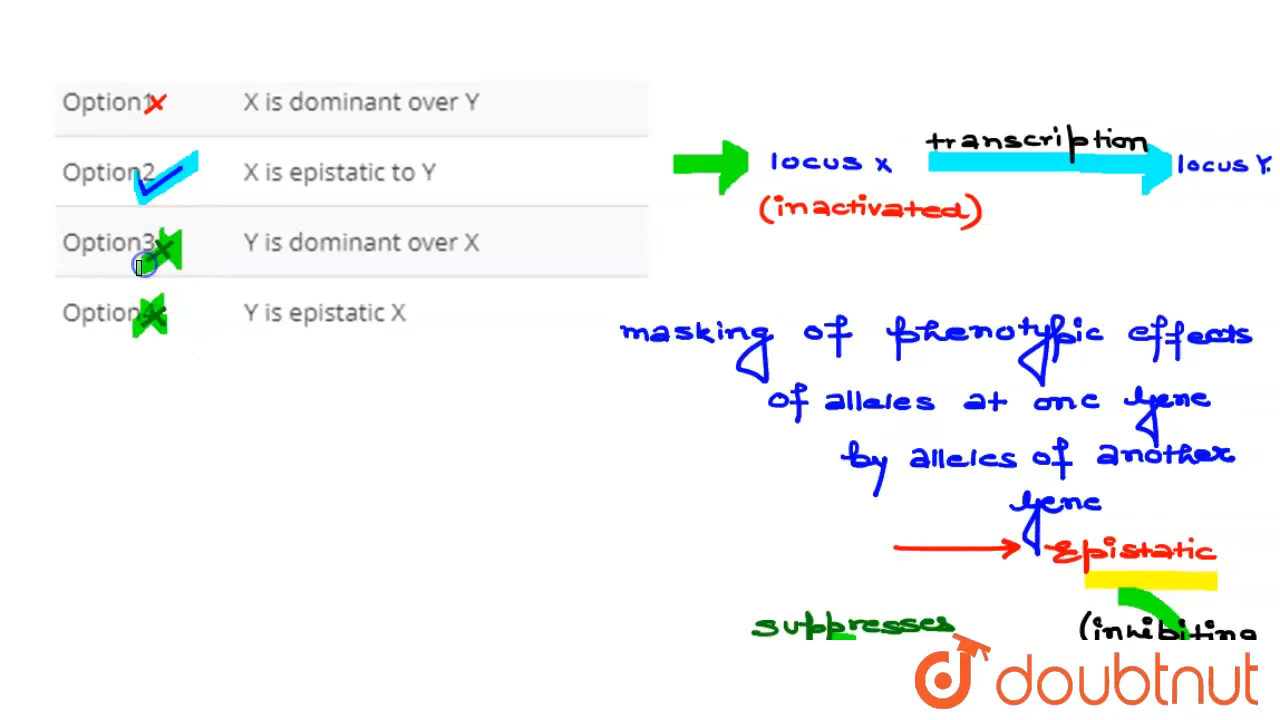 Option1 X is dominant over Y
Option2 X is epistatic to Y
Option3 Y is dominant over X
Option Y is epistatic X
transcription
locus x
locus Y.
(inactivated)
masking of phenotypic effects
of alleles at one gene
by alleles of another
gene
Epistatic
suppresses
(inhibiting
doubtnut